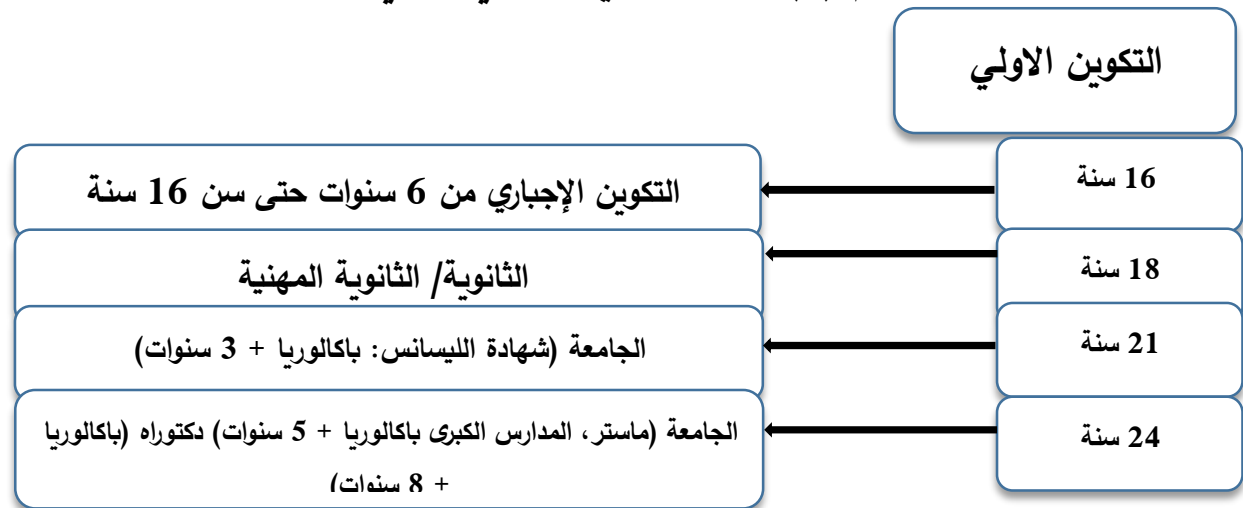 التكوين الاولي
16 سنة
التكوين الإجباري من 6 سنوات حتى سن 16 سنة
18 سنة
الثانوية/ الثانوية المهنية
21 سنة
الجامعة (شهادة الليسانس: باكالوريا + 3 سنوات)
24 سنة
الجامعة (ماستر، المدارس الكبرى باكالوريا + 5 سنوات) دكتوراه (باكالوريا
+ 8 سنوات)